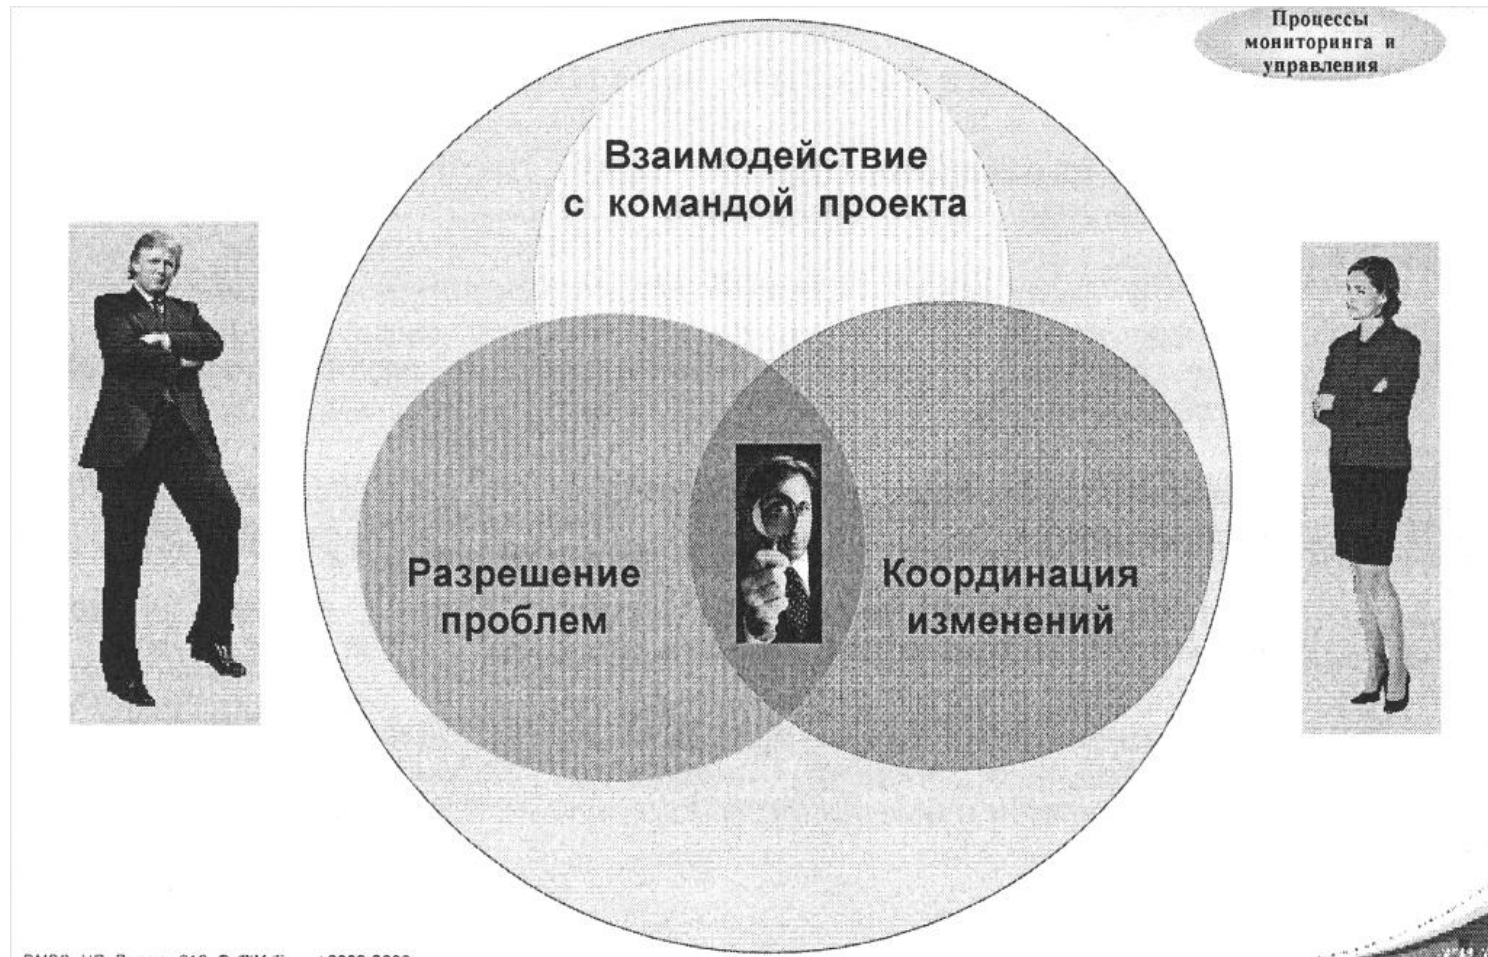 Процессы
мониторинга и
управления
Взаимодействие
с командой проекта
Разрешение
проблем
Координация
изменений